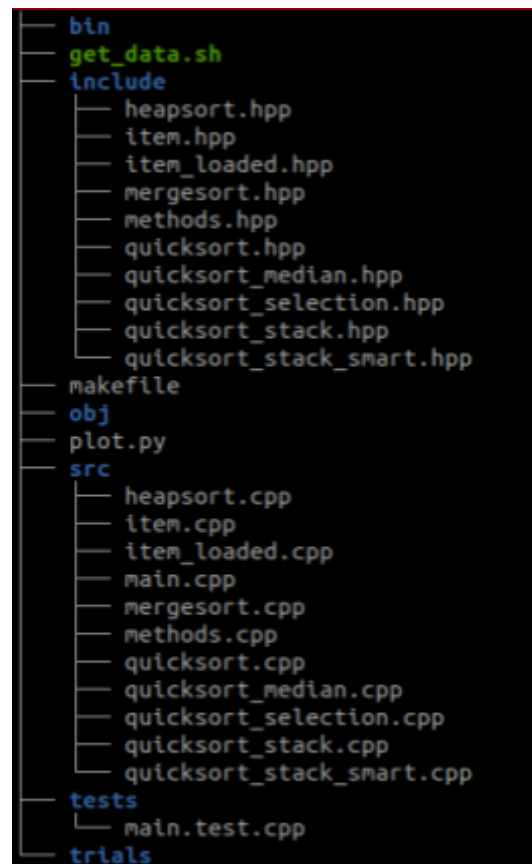 bin
get_data.sh
include
heapsort.hpp
item.hpp
item_loaded.hpp
mergesort.hpp
methods.hpp
quicksort.hpp
quicksort_median.hpp
quicksort_selection.hpp
quicksort_stack.hpp
quicksort_stack_smart.hpp
makefile
obj
plot.py
src
heapsort.cpp
item.cpp
item_loaded.cpp
main.cpp
mergesort.cpp
methods.cpp
quicksort.cpp
quicksort_median.cpp
quicksort_selection.cpp
quicksort_stack.cpp
quicksort_stack_smart.cpp
tests
main.test.cpp
trials